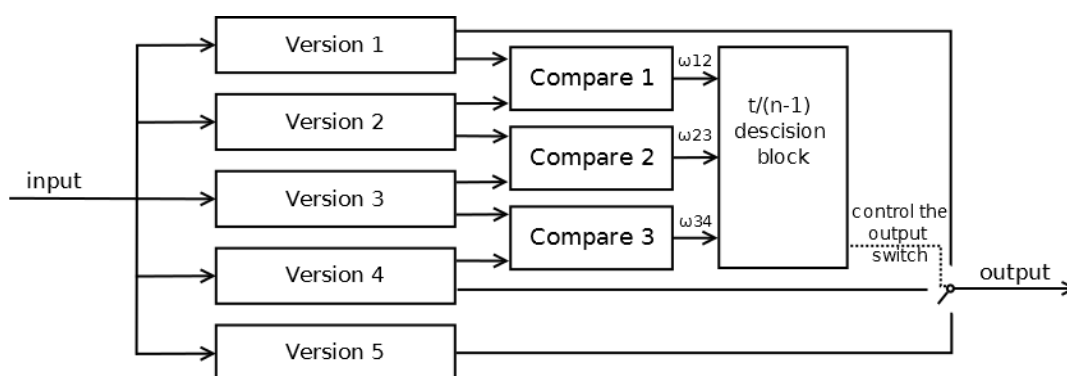 Version 1
ω12
Compare 1
Version 2
t/(n-1)
descision
block
ω23
Compare 2
input
Version 3
ω34
control the
output
switch
Compare 3
Version 4
output
Version 5